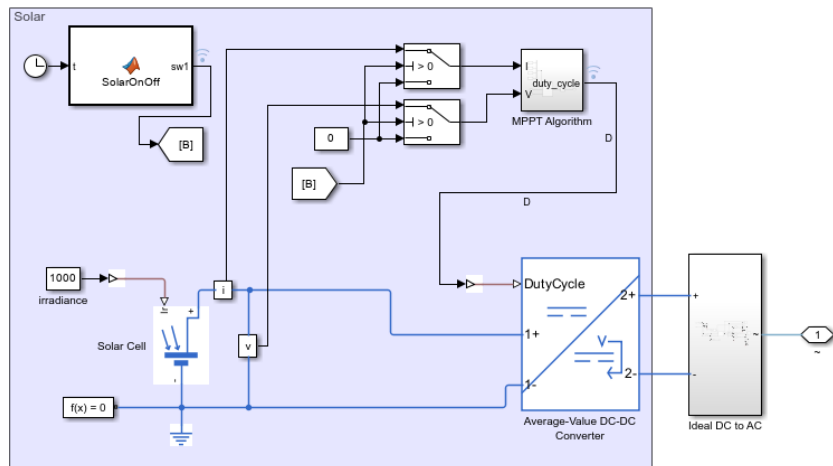 Solar
t
SolarOnOff
sw1
[B]
> 0
> 0
0
[B]
I
V
duty_cycle
MPPT Algorithm
D
D
1000
irradiance
Ir
+
-
Solar Cell
i
v
f(x) = 0
DutyCycle
1+
1-
2+
2-
V
Average-Value DC-DC
Converter
+
-
~
Ideal DC to AC
1
~